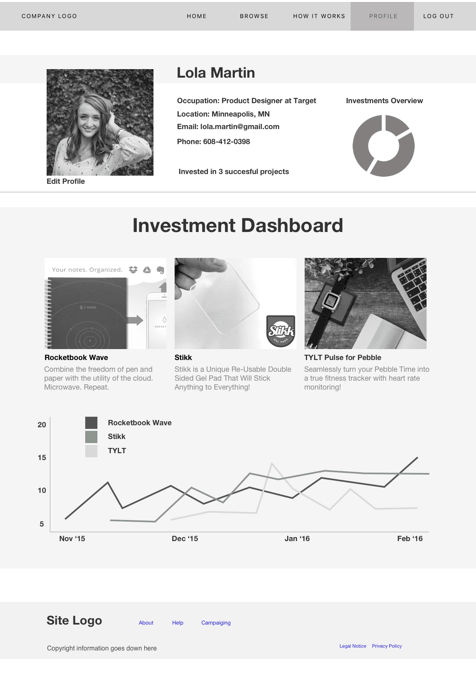 COMPANY LOGO HOME BROWSE HOW IT WORKS PROFILE LOG OUT
Lola Martin
Occupation: Product Designer at Target
Location: Minneapolis, MN
Email: lola.martin@gmail.com
Phone: 608-412-0398
Invested in 3 succesful projects
Investments Overview
Edit Profile
Investment Dashboard
Your notes. Organized.
Stikk
Rocketbook Wave
Combine the freedom of pen and
paper with the utility of the cloud.
Microwave. Repeat.
Stikk
Stikk is a Unique Re-Usable Double
Sided Gel Pad That Will Stick
Anything to Everything!
TYLT Pulse for Pebble
Seamlessly turn your Pebble Time into
a true fitness tracker with heart rate
monitoring!
Rocketbook Wave
Stikk
TYLT
20
15
10
5
Nov '15 Dec '15 Jan '16 Feb '16
Site Logo
About Help Campaiging
Copyright information goes down here
Legal Notice Privacy Policy